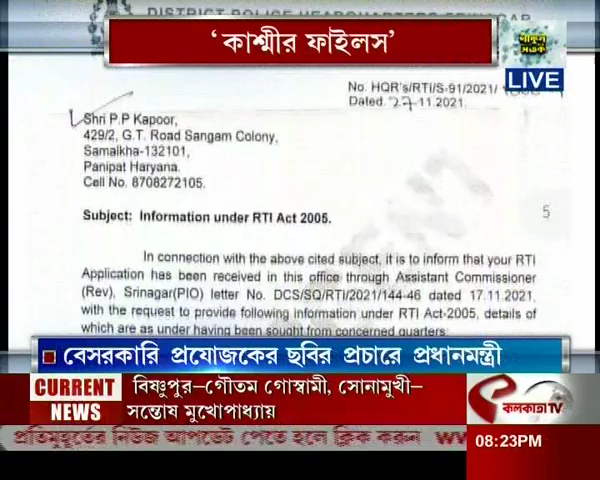 DISTRICT POLICE HEADQUARTERS
‘কাশ্মীর ফাইলস’
LIVE
No. HQR's/RTI/S-91/2021/
Dated. 27-11.2021.
Shri P.P Kapoor,
429/2, G.T. Road Sangam Colony,
Samalkha-132101,
Panipat Haryana.
Cell No. 8708272105.
5
Subject: Information under RTI Act 2005.
In connection with the above cited subject, it is to inform that your RTI
Application has been received in this office through Assistant Commissioner
(Rev), Srinagar(PIO) letter No. DCS/SQ/RTI/2021/144-46 dated 17.11.2021,
with the request to provide following information under RTI Act-2005, details of
which are as under having been sought from concerned quarters:
বেসরকারি প্রযোজকের ছবির প্রচারে প্রধানমন্ত্রী
CURRENT
NEWS
বিষ্ণুপুর–গৌতম গোস্বামী, সোনামুখী–
সন্তোষ মুখোপাধ্যায়
কলকাতা TV
প্রতিমুহূর্তের নিউজ আপডেট পেতে হলে ক্লিক করুন
08:23PM